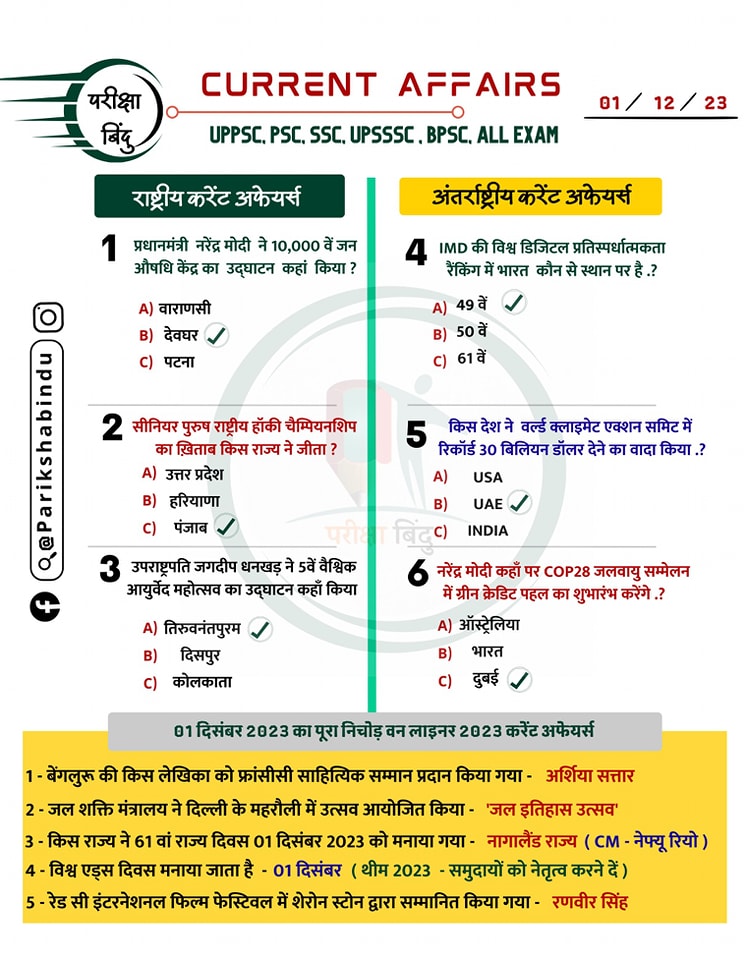 परीक्षा
बिंदु
CURRENT AFFAIRS
UPPSC, PSC, SSC, UPSSSC , BPSC, ALL EXAM
01 / 12 / 23
@Parikshabindu
राष्ट्रीय करेंट अफेयर्स
1 प्रधानमंत्री नरेंद्र मोदी ने 10,000 वें जन
औषधि केंद्र का उद्घाटन कहां किया ?
A) वाराणसी
B) देवघर
C) पटना
2 सीनियर पुरुष राष्ट्रीय हॉकी चैम्पियनशिप
का ख़िताब किस राज्य ने जीता ?
A) उत्तर प्रदेश
B) हरियाणा
C) पंजाब
3 उपराष्ट्रपति जगदीप धनखड़ ने 5वें वैश्विक
आयुर्वेद महोत्सव का उद्घाटन कहाँ किया
A) तिरुवनंतपुरम
B) दिसपुर
C) कोलकाता
अंतर्राष्ट्रीय करेंट अफेयर्स
4 IMD की विश्व डिजिटल प्रतिस्पर्धात्मकता
रैंकिंग में भारत कौन से स्थान पर है .?
A) 49 वें
B) 50 वें
C) 61 वें
5 किस देश ने वर्ल्ड क्लाइमेट एक्शन समिट में
रिकॉर्ड 30 बिलियन डॉलर देने का वादा किया .?
A) USA
B) UAE
C) INDIA
6 नरेंद्र मोदी कहाँ पर COP28 जलवायु सम्मेलन
में ग्रीन क्रेडिट पहल का शुभारंभ करेंगे .?
A) ऑस्ट्रेलिया
B) भारत
C) दुबई
परीक्षा बिंदु
01 दिसंबर 2023 का पूरा निचोड़ वन लाइनर 2023 करेंट अफेयर्स
1 - बेंगलुरू की किस लेखिका को फ्रांसीसी साहित्यिक सम्मान प्रदान किया गया - अर्शिया सत्तार
2 - जल शक्ति मंत्रालय ने दिल्ली के महरौली में उत्सव आयोजित किया - 'जल इतिहास उत्सव'
3 - किस राज्य ने 61 वां राज्य दिवस 01 दिसंबर 2023 को मनाया गया - नागालैंड राज्य ( CM - नेफ्यू रियो )
4 - विश्व एड्स दिवस मनाया जाता है - 01 दिसंबर ( थीम 2023 - समुदायों को नेतृत्व करने दें )
5 - रेड सी इंटरनेशनल फिल्म फेस्टिवल में शेरोन स्टोन द्वारा सम्मानित किया गया - रणवीर सिंह